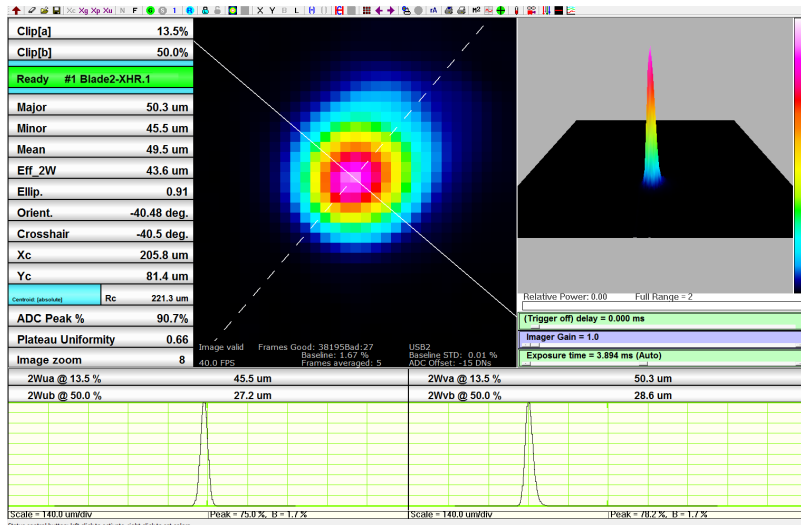 Xc Xg Xp Xu N F G S 1 R X Y B L rA M²
Clip[a] 13.5%
Clip[b] 50.0%
Ready #1 Blade2-XHR.1
Major 50.3 um
Minor 45.5 um
Mean 49.5 um
Eff_2W 43.6 um
Ellip. 0.91
Orient. -40.48 deg.
Crosshair -40.5 deg.
Xc 205.8 um
Yc 81.4 um
Centroid: [absolute] Rc 221.3 um
ADC Peak % 90.7%
Plateau Uniformity 0.66
Image zoom 8
Image valid Frames Good: 38195Bad:27 USB2
Baseline: 1.67 % Baseline STD: 0.01 %
40.0 FPS Frames averaged: 5 ADC Offset: -15 DNs
Relative Power: 0.00 Full Range = 2
(Trigger off) delay = 0.000 ms
Imager Gain = 1.0
Exposure time = 3.894 ms (Auto)
2Wua @ 13.5 % 45.5 um 2Wva @ 13.5 % 50.3 um
2Wub @ 50.0 % 27.2 um 2Wvb @ 50.0 % 28.6 um
Scale = 140.0 um/div Peak = 75.0 %, B = 1.7 % Scale = 140.0 um/div Peak = 78.2 %, B = 1.7 %